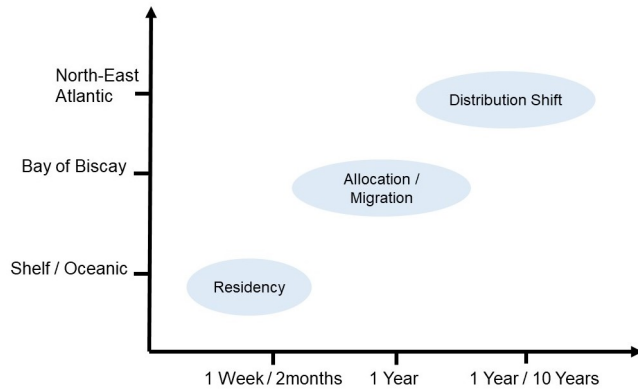 North-East
Atlantic
Distribution Shift
Bay of Biscay
Allocation /
Migration
Shelf / Oceanic
Residency
1 Week / 2months
1 Year
1 Year / 10 Years